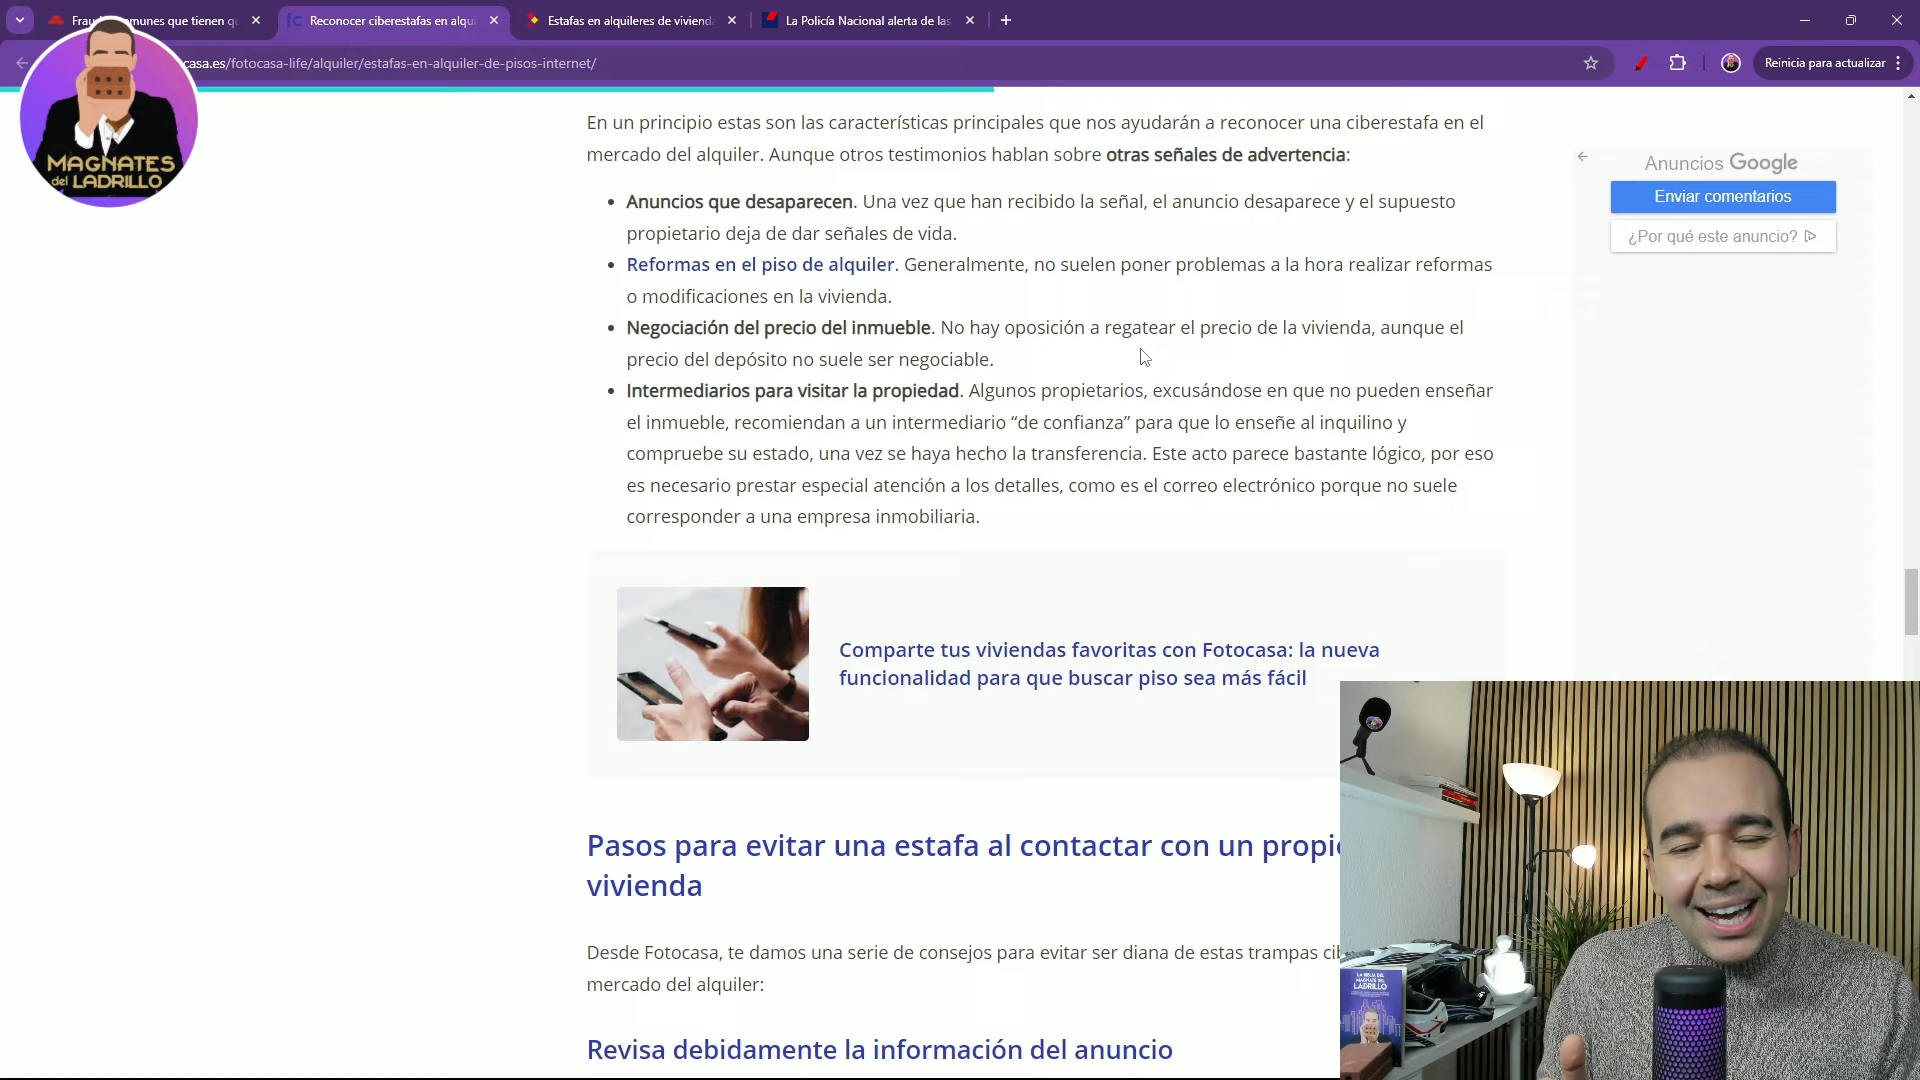 Reconocer ciberestafas en alqui
Estafas en alquileres de vivienda
La Policía Nacional alerta de las
casa.es/fotocasa-life/alquiler/estafas-en-alquiler-de-pisos-internet/
Reinicia para actualizar
MAGNATES
del LADRILLO
En un principio estas son las características principales que nos ayudarán a reconocer una ciberestafa en el
mercado del alquiler. Aunque otros testimonios hablan sobre otras señales de advertencia:
Anuncios que desaparecen. Una vez que han recibido la señal, el anuncio desaparece y el supuesto
propietario deja de dar señales de vida.
Reformas en el piso de alquiler. Generalmente, no suelen poner problemas a la hora realizar reformas
o modificaciones en la vivienda.
Negociación del precio del inmueble. No hay oposición a regatear el precio de la vivienda, aunque el
precio del depósito no suele ser negociable.
Intermediarios para visitar la propiedad. Algunos propietarios, excusándose en que no pueden enseñar
el inmueble, recomiendan a un intermediario “de confianza” para que lo enseñe al inquilino y
compruebe su estado, una vez se haya hecho la transferencia. Este acto parece bastante lógico, por eso
es necesario prestar especial atención a los detalles, como es el correo electrónico porque no suele
corresponder a una empresa inmobiliaria.
Anuncios Google
Enviar comentarios
¿Por qué este anuncio?
Comparte tus viviendas favoritas con Fotocasa: la nueva
funcionalidad para que buscar piso sea más fácil
Pasos para evitar una estafa al contactar con un propie
vivienda
Desde Fotocasa, te damos una serie de consejos para evitar ser diana de estas trampas cib
mercado del alquiler:
Revisa debidamente la información del anuncio
LA BIBLIA DEL
MAGNATE DEL
LADRILLO